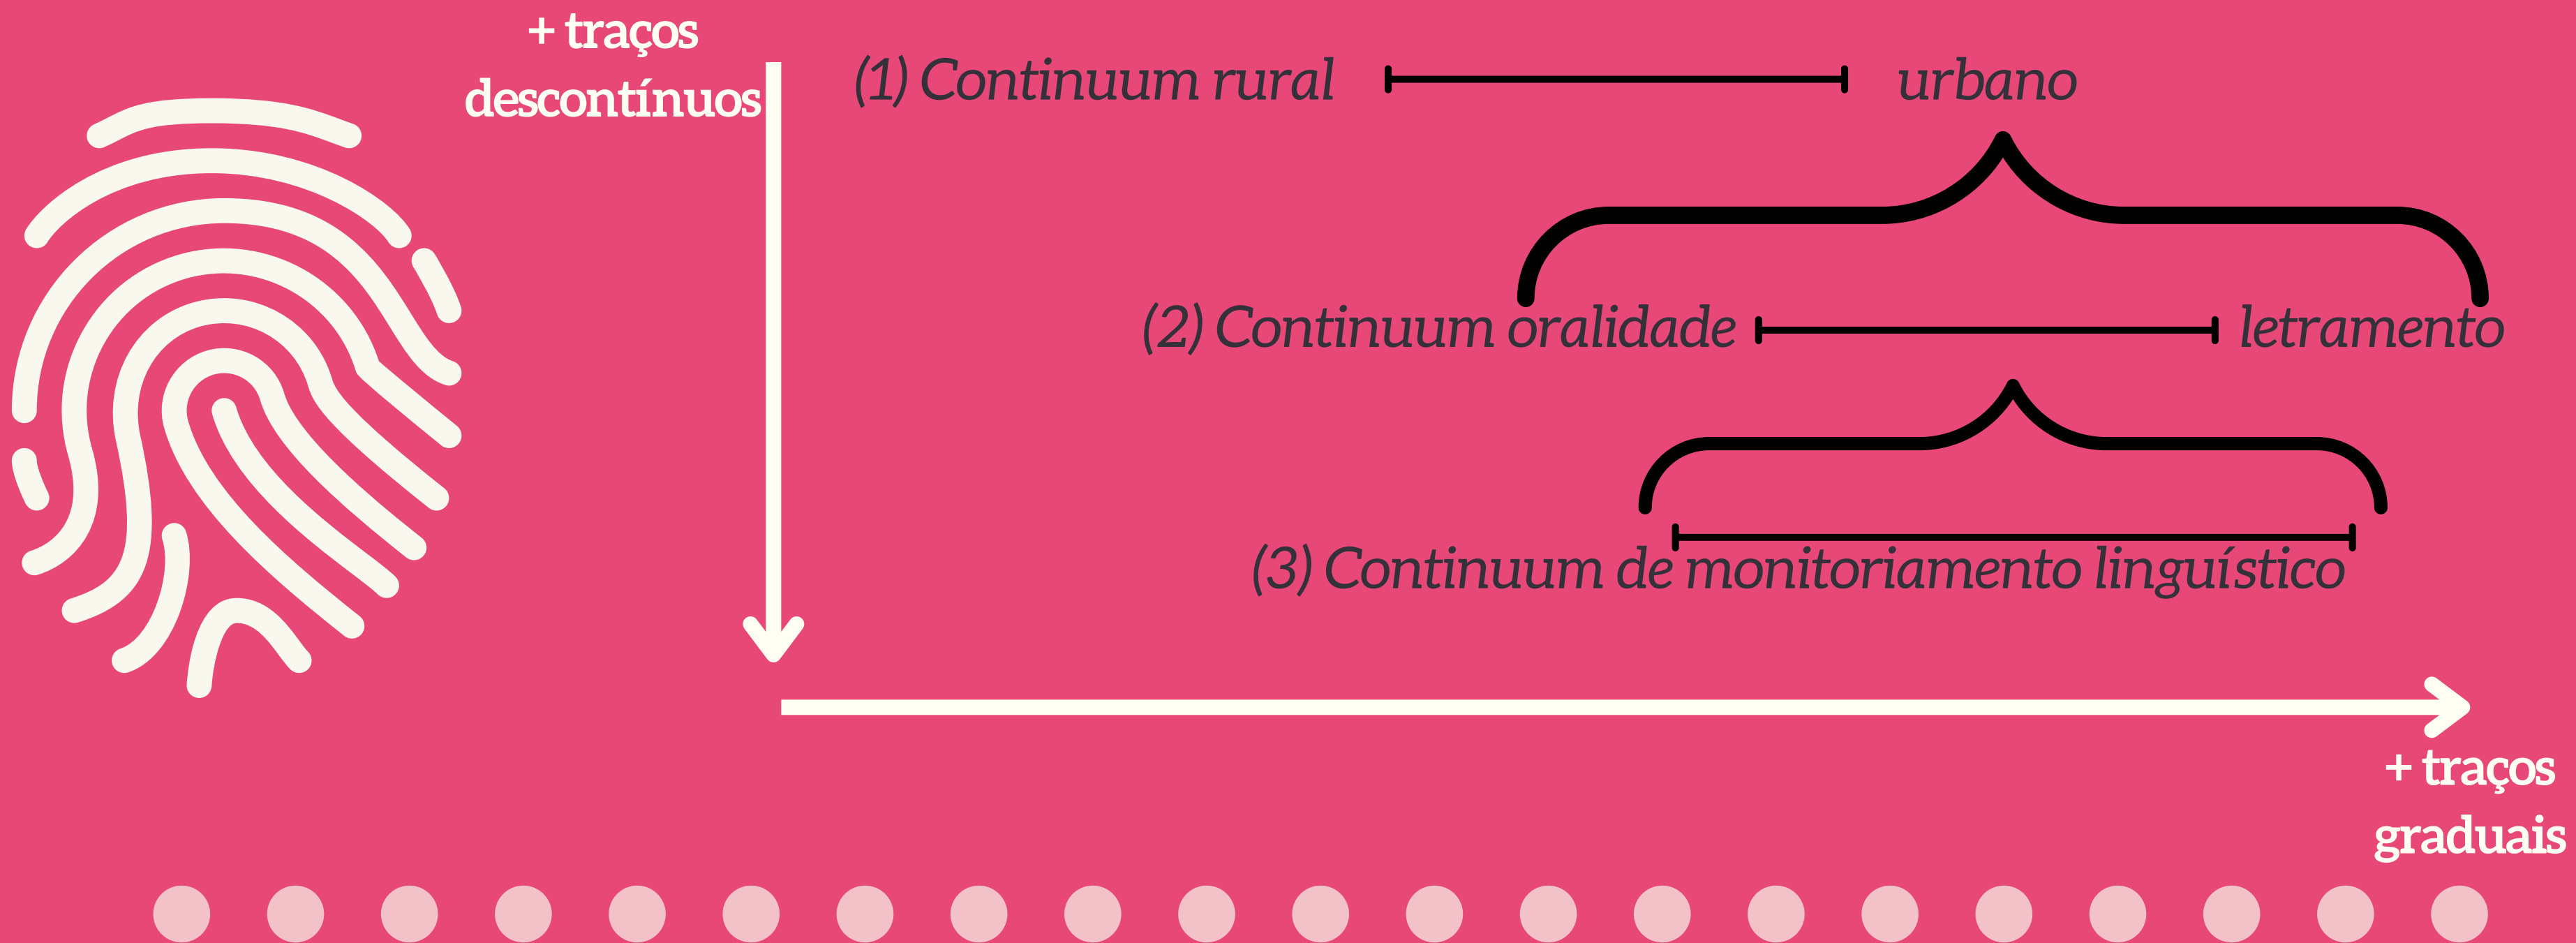 + traços
descontínuos
(1) Continuum rural urbano
(2) Continuum oralidade letramento
(3) Continuum de monitoriamento linguístico
+ traços
graduais